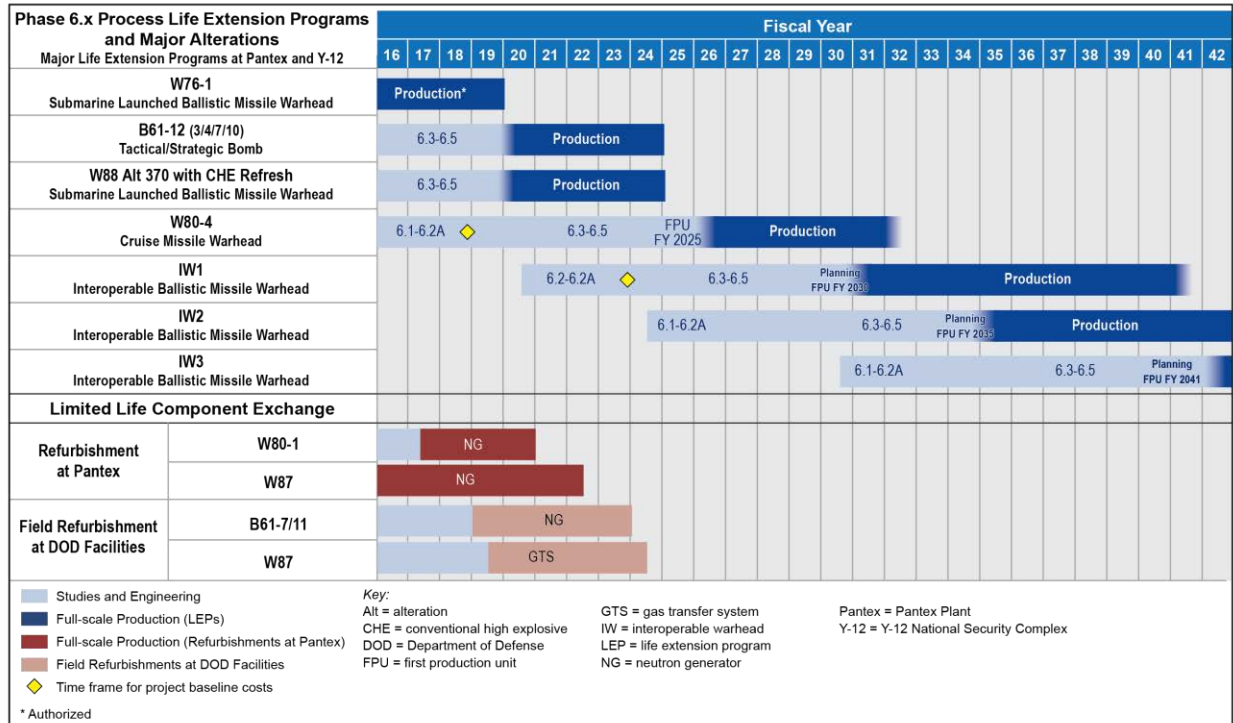 Phase 6.x Process Life Extension Programs
and Major Alterations
Major Life Extension Programs at Pantex and Y-12
Fiscal Year
16 17 18 19 20 21 22 23 24 25 26 27 28 29 30 31 32 33 34 35 36 37 38 39 40 41 42
W76-1
Submarine Launched Ballistic Missile Warhead
Production*
B61-12 (3/4/7/10)
Tactical/Strategic Bomb
6.3-6.5
Production
W88 Alt 370 with CHE Refresh
Submarine Launched Ballistic Missile Warhead
6.3-6.5
Production
W80-4
Cruise Missile Warhead
6.1-6.2A
6.3-6.5
FPU
FY 2025
Production
IW1
Interoperable Ballistic Missile Warhead
6.2-6.2A
6.3-6.5
Planning
FPU FY 2030
Production
IW2
Interoperable Ballistic Missile Warhead
6.1-6.2A
6.3-6.5
Planning
FPU FY 2035
Production
IW3
Interoperable Ballistic Missile Warhead
6.1-6.2A
6.3-6.5
Planning
FPU FY 2041
Limited Life Component Exchange
Refurbishment
at Pantex
W80-1
NG
W87
NG
Field Refurbishment
at DOD Facilities
B61-7/11
NG
W87
GTS
Studies and Engineering
Full-scale Production (LEPs)
Full-scale Production (Refurbishments at Pantex)
Field Refurbishments at DOD Facilities
Time frame for project baseline costs
* Authorized
Key:
Alt = alteration
CHE = conventional high explosive
DOD = Department of Defense
FPU = first production unit
GTS = gas transfer system
IW = interoperable warhead
LEP = life extension program
NG = neutron generator
Pantex = Pantex Plant
Y-12 = Y-12 National Security Complex